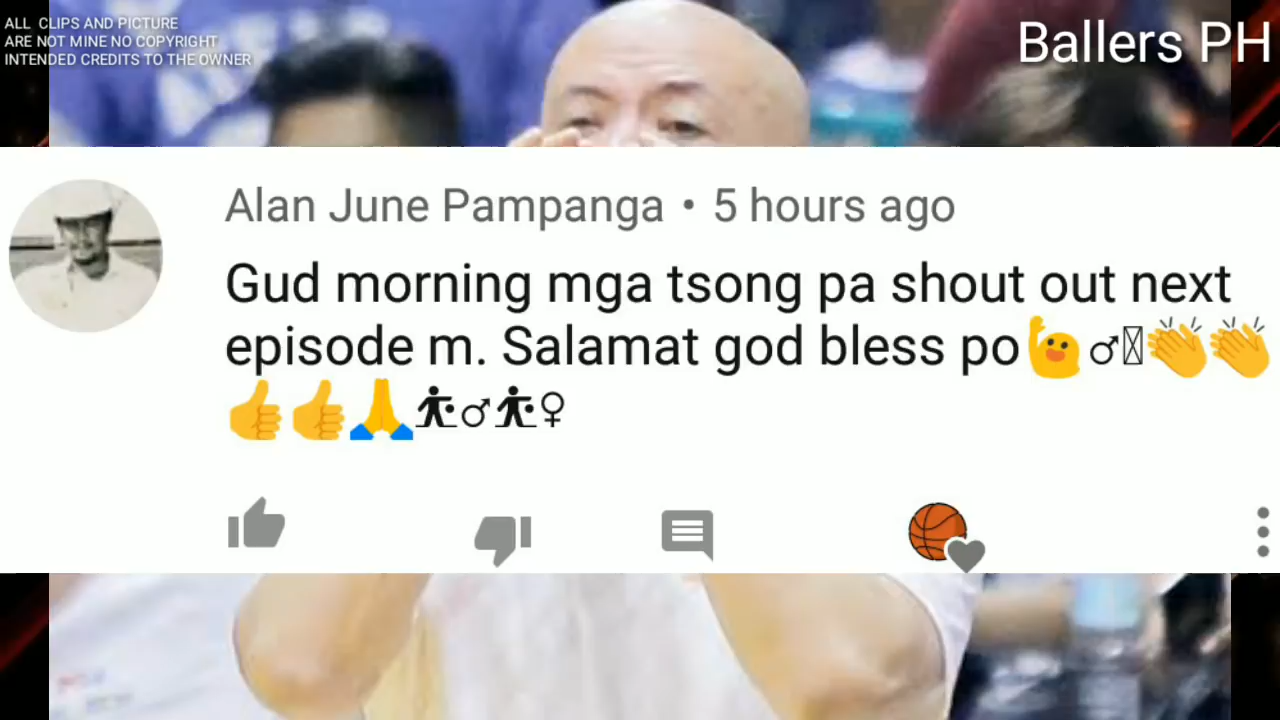 ALL CLIPS AND PICTURE
ARE NOT MINE NO COPYRIGHT
INTENDED CREDITS TO THE OWNER
Ballers PH
Alan June Pampanga • 5 hours ago
Gud morning mga tsong pa shout out next
episode m. Salamat god bless po🙋♂👏👏
👍👍🙏⛹♂⛹♀